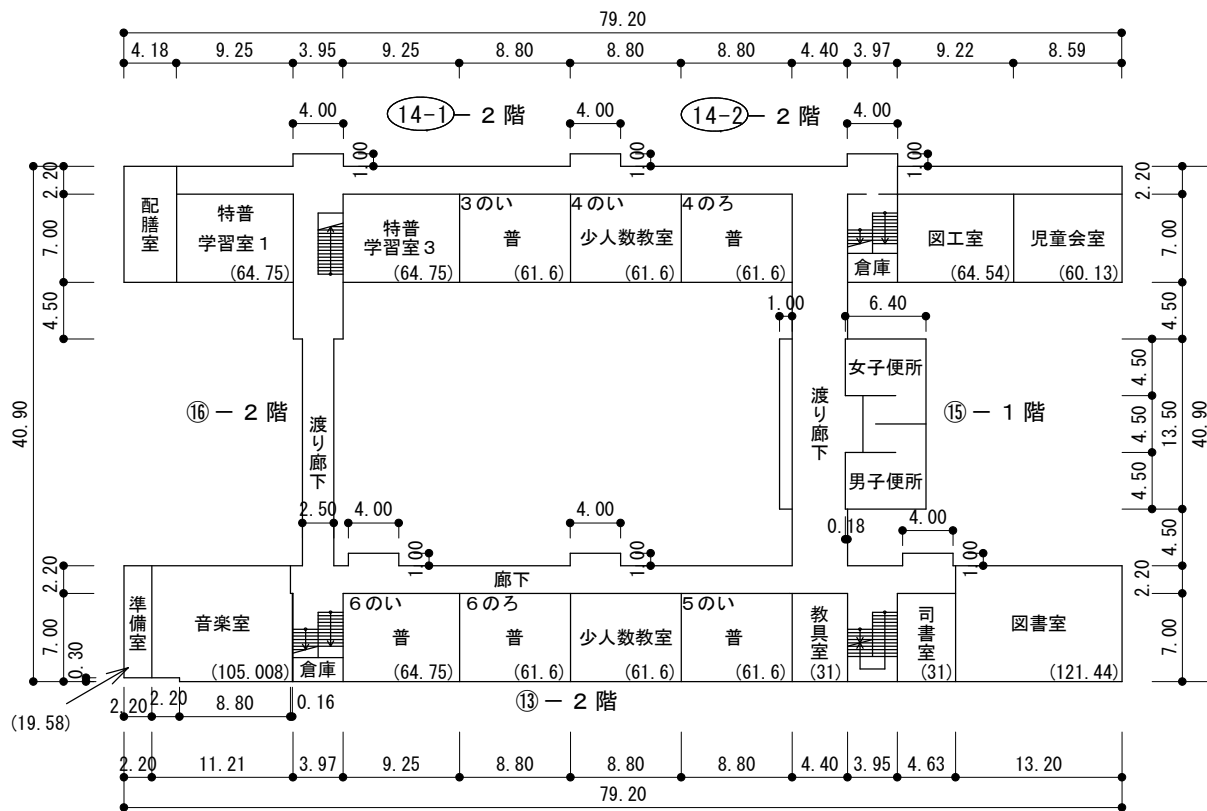 79.20
4.18 9.25 3.95 9.25 8.80 8.80 8.80 4.40 3.97 9.22 8.59
4.00 14-1－２階 4.00 14-2－２階 4.00
1.00 1.00 1.00
2.20 2.20
配膳室
特普
学習室１
(64.75)
特普
学習室３
(64.75)
３のい
普
(61.6)
４のい
少人数教室
(61.6)
４のろ
普
(61.6)
倉庫
図工室
(64.54)
児童会室
(60.13)
7.00 7.00
4.50 1.00 6.40 4.50
40.90
⑯－２階
渡り廊下
2.50
渡り廊下
女子便所
男子便所
⑮－１階
4.50
4.50
4.50
13.50
40.90
4.00 4.00 0.18 4.00
4.50
1.00 1.00 1.00
2.20 廊下 2.20
7.00 7.00
0.30
準備室
(19.58)
音楽室
(105.008)
倉庫
６のい
普
(64.75)
６のろ
普
(61.6)
少人数教室
(61.6)
５のい
普
(61.6)
教具室
(31)
司書室
(31)
図書室
(121.44)
2.20 2.20 8.80 0.16 ⑬－２階
2.20 11.21 3.97 9.25 8.80 8.80 8.80 4.40 3.95 4.63 13.20
79.20